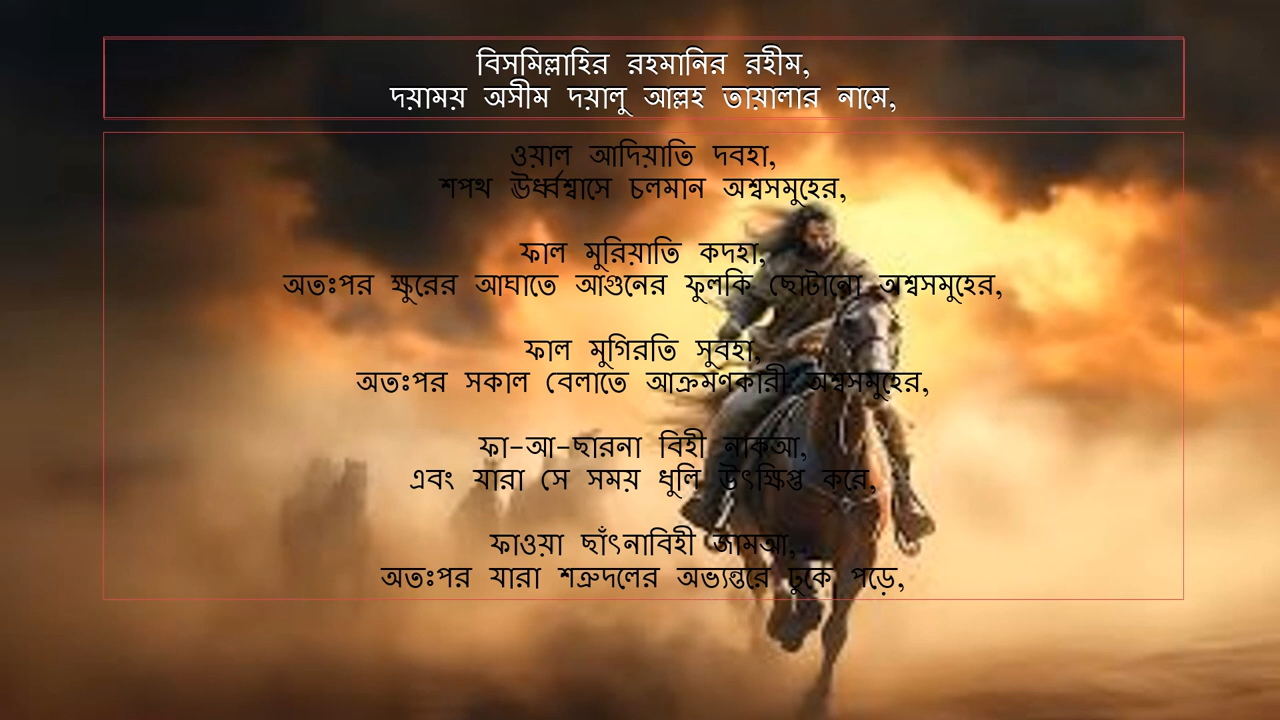 বিসমিল্লাহির রহমানির রহীম,
দয়াময় অসীম দয়ালু আল্লহ তায়ালার নামে,
ওয়াল আদিয়াতি দবহা,
শপথ ঊর্ধ্বশ্বাসে চলমান অশ্বসমুহের,
ফাল মুরিয়াতি কদহা,
অতঃপর ক্ষুরের আঘাতে আগুনের ফুলকি ছোটানো অশ্বসমুহের,
ফাল মুগিরতি সুবহা,
অতঃপর সকাল বেলাতে আক্রমণকারী অশ্বসমুহের,
ফা-আ-ছারনা বিহী নাকআ,
এবং যারা সে সময় ধুলি উৎক্ষিপ্ত করে,
ফাওয়া ছাঁৎনাবিহী জামআ,
অতঃপর যারা শত্রুদলের অভ্যন্তরে ঢুকে পড়ে,